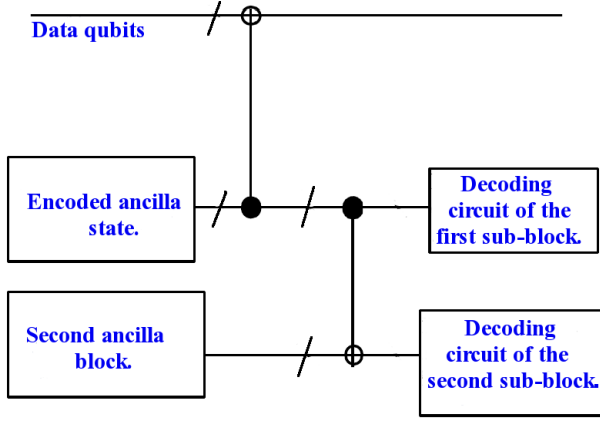 Data qubits
Encoded ancilla
state.
Decoding
circuit of the
first sub-block.
Second ancilla
block.
Decoding
circuit of the
second sub-block.